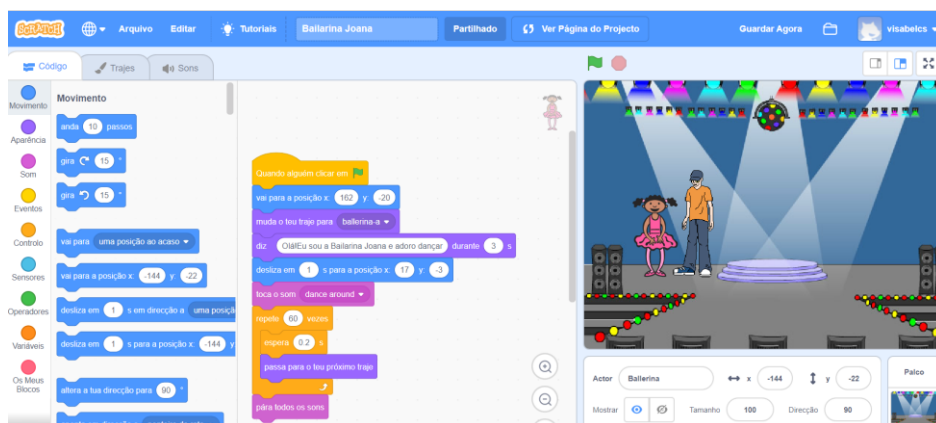 SCRATCH Arquivo Editar Tutoriais Bailarina Joana Partilhado Ver Página do Projecto Guardar Agora visabelcs
Código Trajes Sons
Movimento
Aparência
Som
Eventos
Controlo
Sensores
Operadores
Variáveis
Os Meus
Blocos
Movimento
anda 10 passos
gira 15 °
gira 15 °
vai para uma posição ao acaso
vai para a posição x: -144 y: -22
desliza em 1 s em direcção a uma posiçã
desliza em 1 s para a posição x: -144 y
altera a tua direcção para 90 °
Quando alguém clicar em
vai para a posição x: 162 y: -20
muda o teu traje para ballerina-a
diz Olá!Eu sou a Bailarina Joana e adoro dançar durante 3 s
desliza em 1 s para a posição x: 17 y: -3
toca o som dance around
repete 60 vezes
espera 0.2 s
passa para o teu próximo traje
pára todos os sons
Actor Ballerina x -144 y -22
Mostrar Tamanho 100 Direcção 90
Palco